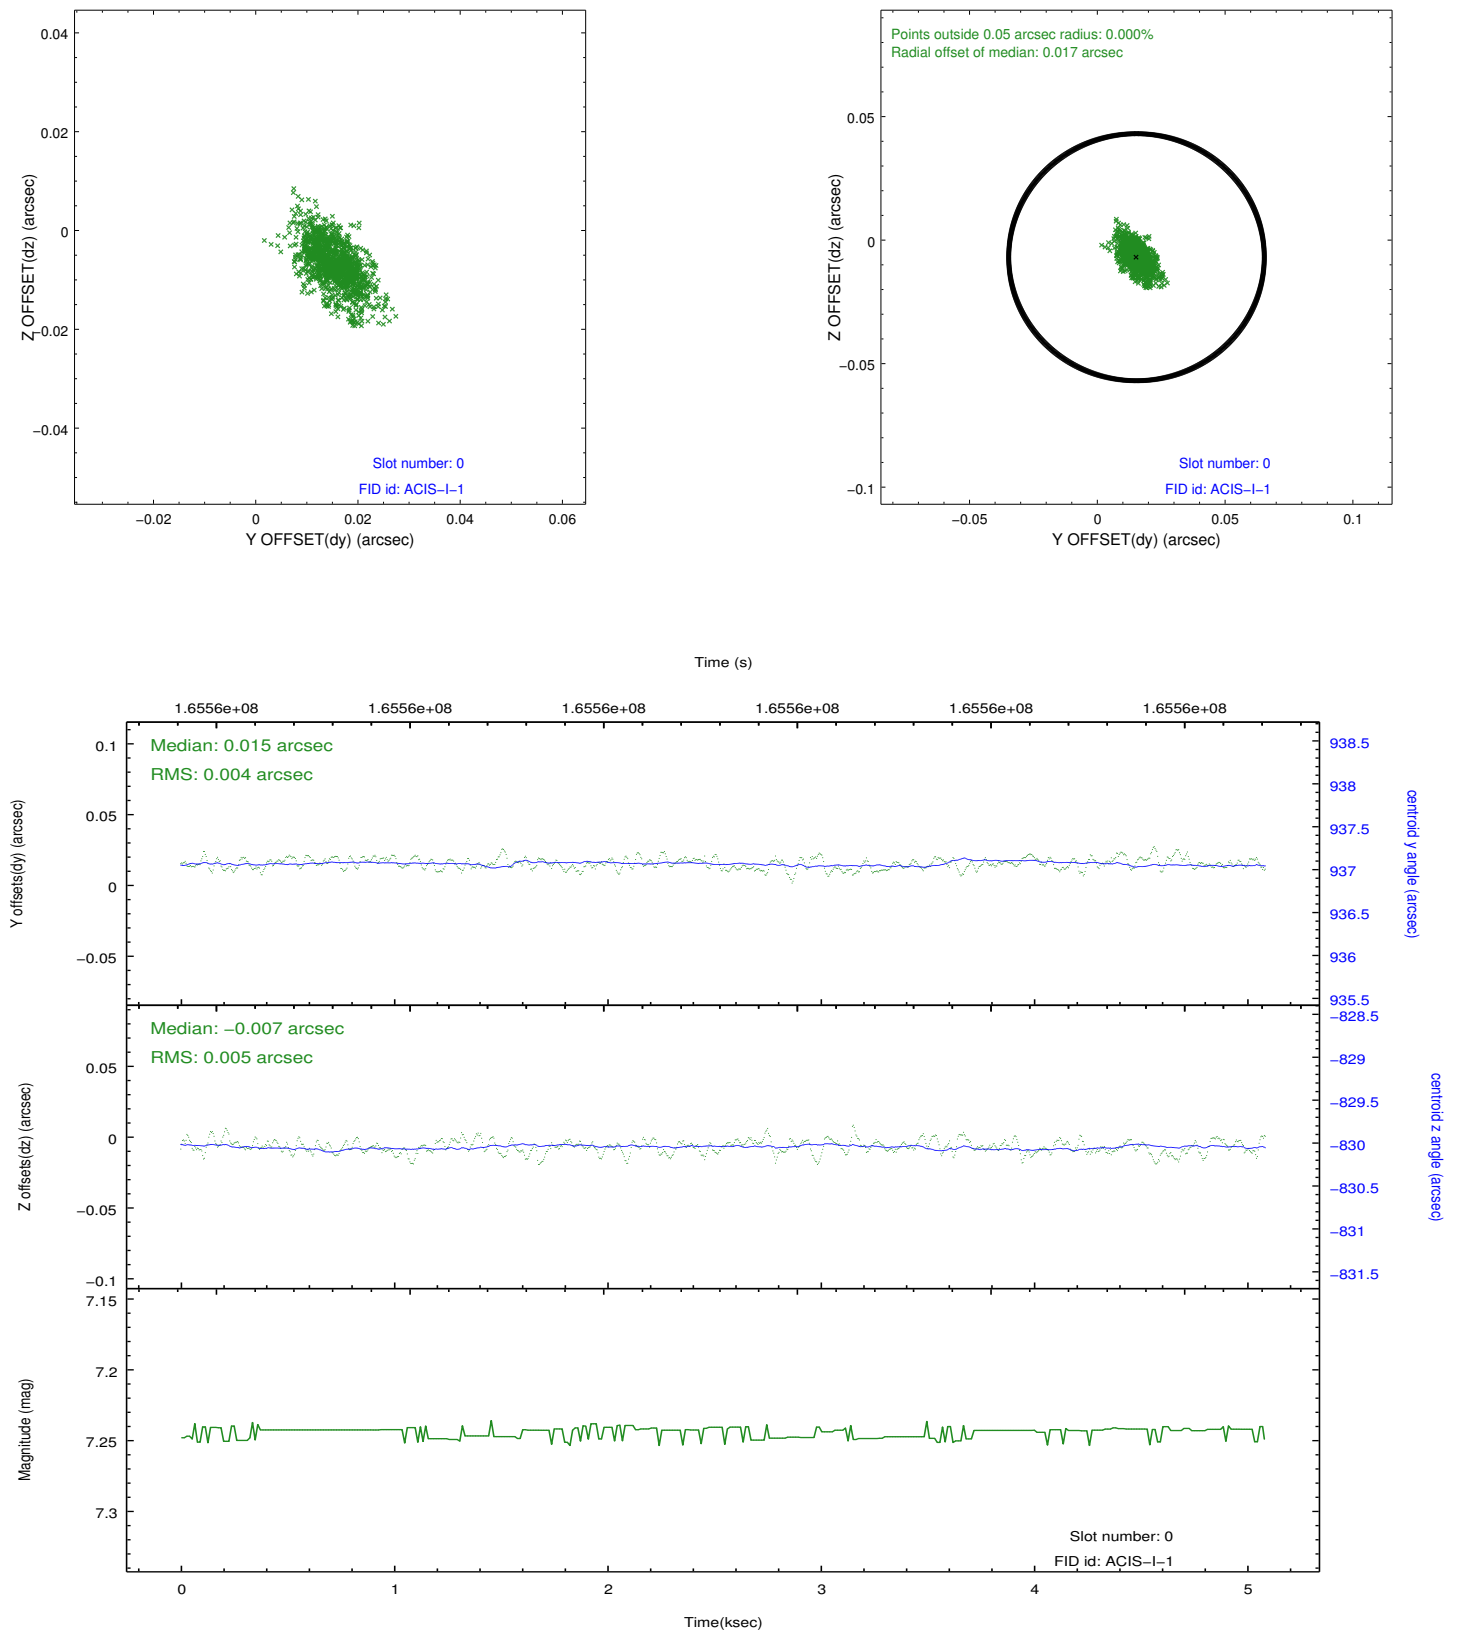 0.04
0.02
0
−0.02
−0.04
Z OFFSET(dz) (arcsec)
Slot number: 0
FID id: ACIS−I−1
−0.02
0
0.02
0.04
0.06
Y OFFSET(dy) (arcsec)
Points outside 0.05 arcsec radius: 0.000%
Radial offset of median: 0.017 arcsec
0.05
0
−0.05
−0.1
Z OFFSET(dz) (arcsec)
Slot number: 0
FID id: ACIS−I−1
−0.05
0
0.05
0.1
Y OFFSET(dy) (arcsec)
Time (s)
1.6556e+08
1.6556e+08
1.6556e+08
1.6556e+08
1.6556e+08
1.6556e+08
Median: 0.015 arcsec
RMS: 0.004 arcsec
0.1
0.05
0
−0.05
Y offsets(dy) (arcsec)
938.5
938
937.5
937
936.5
936
935.5
centroid y angle (arcsec)
Median: −0.007 arcsec
RMS: 0.005 arcsec
0.05
0
−0.05
−0.1
Z offsets(dz) (arcsec)
−828.5
−829
−829.5
−830
−830.5
−831
−831.5
centroid z angle (arcsec)
7.15
7.2
7.25
7.3
Magnitude (mag)
Slot number: 0
FID id: ACIS−I−1
0
1
2
3
4
5
Time(ksec)